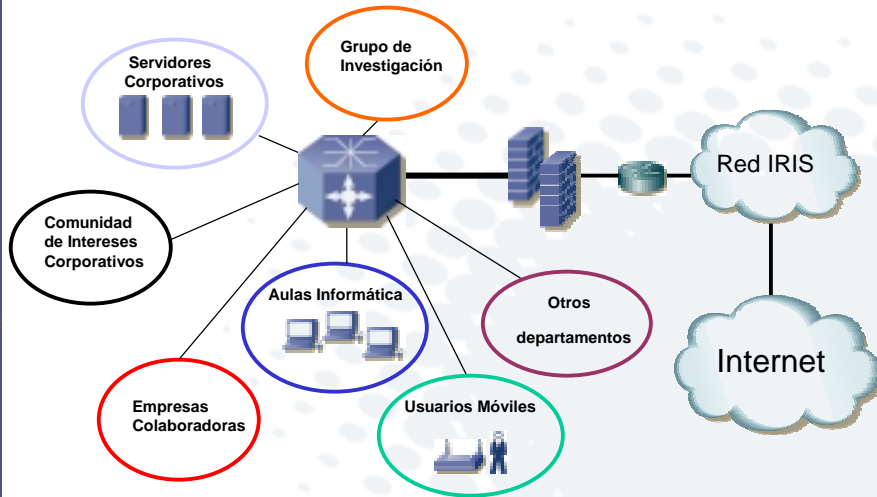 Grupo de
Investigación
Servidores
Corporativos
Red IRIS
Comunidad
de Intereses
Corporativos
Aulas Informática
Otros
departamentos
Internet
Empresas
Colaboradoras
Usuarios Móviles